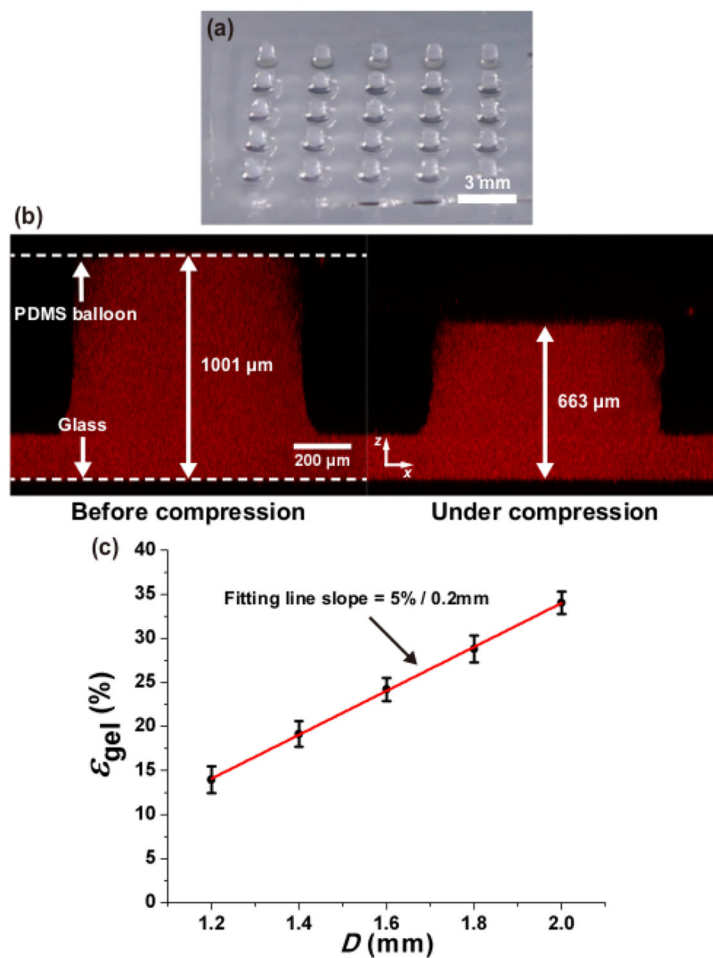 (a)
3 mm
(b)
PDMS balloon
1001 µm
663 µm
Glass
200 µm
z
x
Before compression
Under compression
(c)
40
35
30
25
20
15
10
5
0
εgel (%)
Fitting line slope = 5% / 0.2mm
1.2
1.4
1.6
1.8
2.0
D (mm)